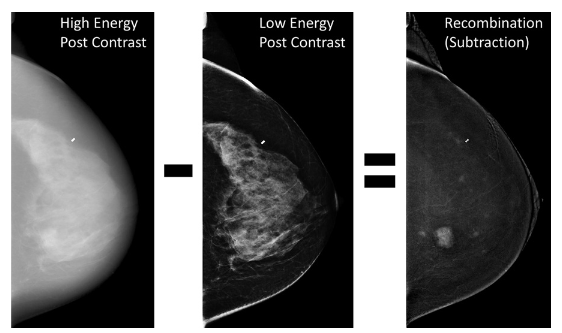 High Energy
Post Contrast
Low Energy
Post Contrast
Recombination
(Subtraction)